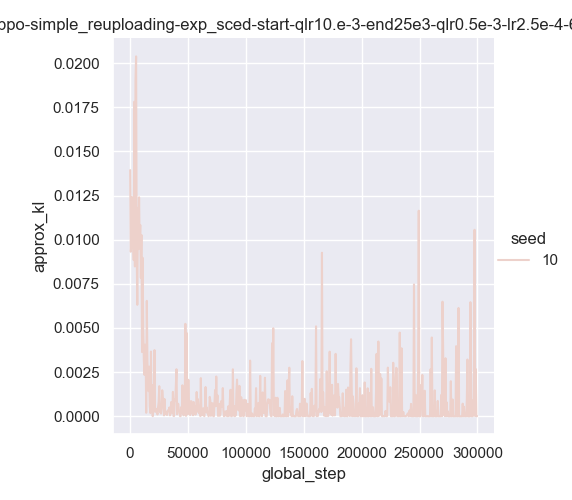 ppo-simple_reuploading-exp_sced-start-qlr10.e-3-end25e3-qlr0.5e-3-lr2.5e-4-6
0.0200
0.0175
0.0150
0.0125
0.0100
0.0075
0.0050
0.0025
0.0000
approx_kl
0 50000 100000 150000 200000 250000 300000
global_step
seed
10